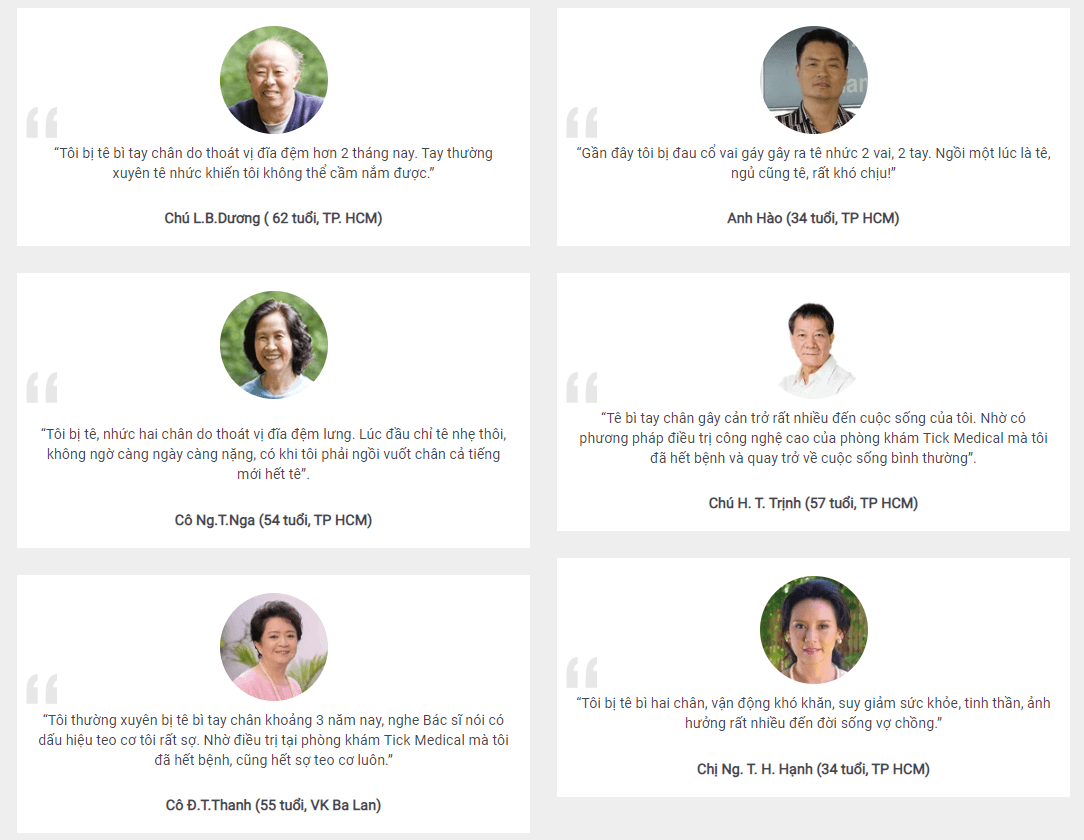 “Tôi bị tê bì tay chân do thoát vị đĩa đệm hơn 2 tháng nay. Tay thường
xuyên tê nhức khiến tôi không thể cầm nắm được.”
Chú L.B.Dương ( 62 tuổi, TP. HCM)
“Gần đây tôi bị đau cổ vai gáy gây ra tê nhức 2 vai, 2 tay. Ngồi một lúc là tê,
ngủ cũng tê, rất khó chịu!”
Anh Hào (34 tuổi, TP HCM)
“Tôi bị tê, nhức hai chân do thoát vị đĩa đệm lưng. Lúc đầu chỉ tê nhẹ thôi,
không ngờ càng ngày càng nặng, có khi tôi phải ngồi vuốt chân cả tiếng
mới hết tê”.
Cô Ng.T.Nga (54 tuổi, TP HCM)
“Tê bì tay chân gây cản trở rất nhiều đến cuộc sống của tôi. Nhờ có
phương pháp điều trị công nghệ cao của phòng khám Tick Medical mà tôi
đã hết bệnh và quay trở về cuộc sống bình thường”.
Chú H. T. Trịnh (57 tuổi, TP HCM)
“Tôi thường xuyên bị tê bì tay chân khoảng 3 năm nay, nghe Bác sĩ nói có
dấu hiệu teo cơ tôi rất sợ. Nhờ điều trị tại phòng khám Tick Medical mà tôi
đã hết bệnh, cũng hết sợ teo cơ luôn.”
Cô Đ.T.Thanh (55 tuổi, VK Ba Lan)
“Tôi bị tê bì hai chân, vận động khó khăn, suy giảm sức khỏe, tinh thần, ảnh
hưởng rất nhiều đến đời sống vợ chồng.”
Chị Ng. T. H. Hạnh (34 tuổi, TP HCM)